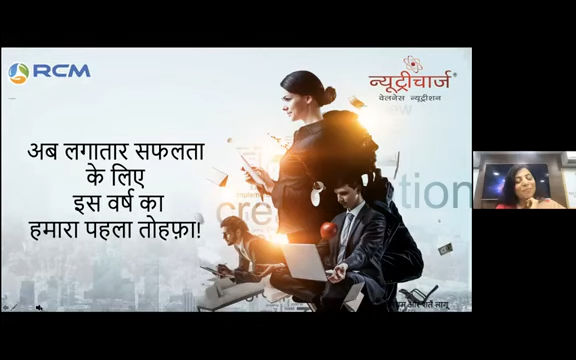 RCM
न्यूट्रीचार्ज®
वेलनेस न्यूट्रीशन
अब लगातार सफलता
के लिए
इस वर्ष का
हमारा पहला तोहफ़ा!